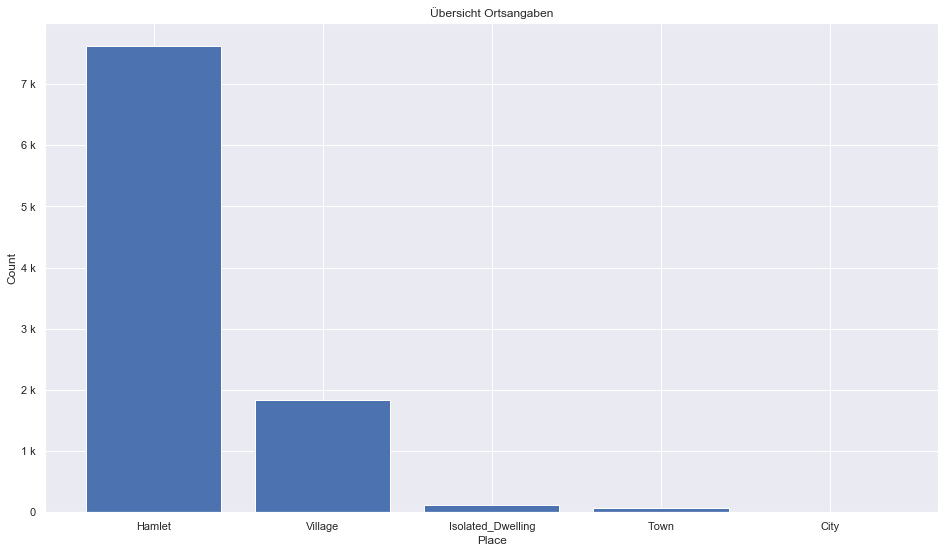 Übersicht Ortsangaben
7 k
6 k
5 k
4 k
3 k
2 k
1 k
0
Count
Hamlet Village Isolated_Dwelling Town City
Place